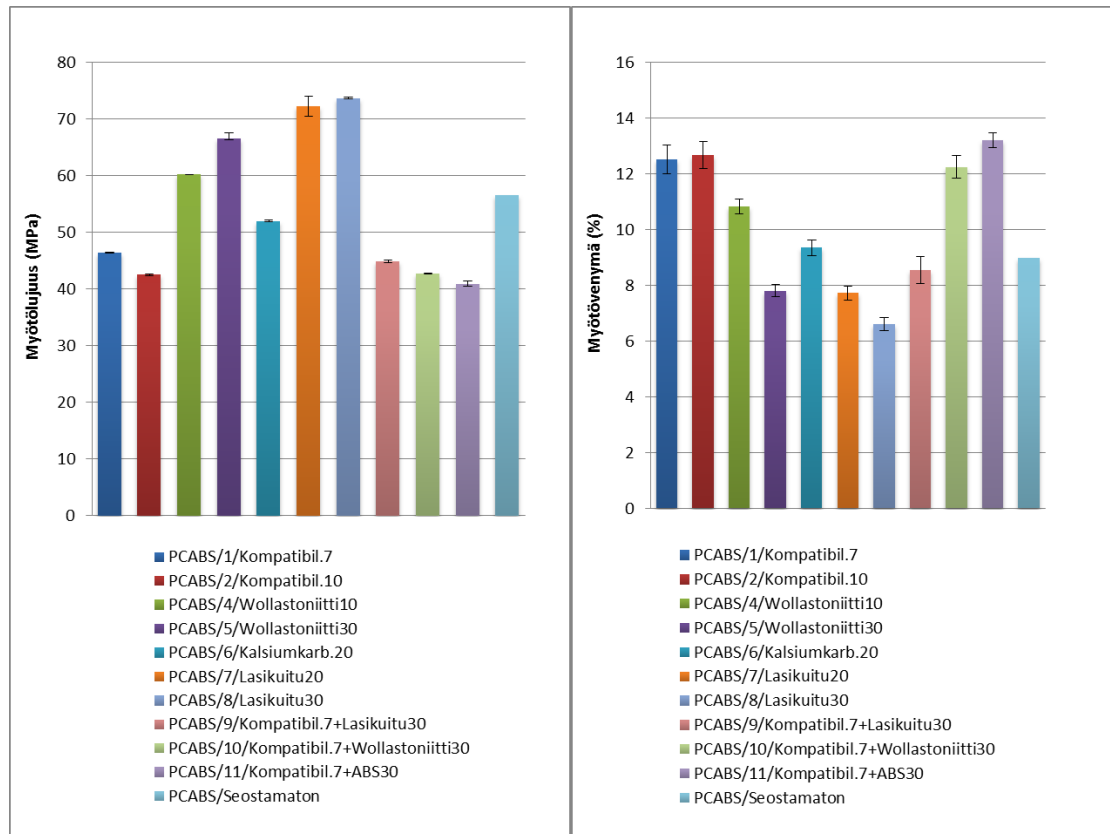 80
70
60
50
40
30
20
10
0
Myötölujuus (MPa)
PCABS/1/Kompatibil.7
PCABS/2/Kompatibil.10
PCABS/4/Wollastoniitti10
PCABS/5/Wollastoniitti30
PCABS/6/Kalsiumkarb.20
PCABS/7/Lasikuitu20
PCABS/8/Lasikuitu30
PCABS/9/Kompatibil.7+Lasikuitu30
PCABS/10/Kompatibil.7+Wollastoniitti30
PCABS/11/Kompatibil.7+ABS30
PCABS/Seostamaton
16
14
12
10
8
6
4
2
0
Myötövenymä (%)
PCABS/1/Kompatibil.7
PCABS/2/Kompatibil.10
PCABS/4/Wollastoniitti10
PCABS/5/Wollastoniitti30
PCABS/6/Kalsiumkarb.20
PCABS/7/Lasikuitu20
PCABS/8/Lasikuitu30
PCABS/9/Kompatibil.7+Lasikuitu30
PCABS/10/Kompatibil.7+Wollastoniitti30
PCABS/11/Kompatibil.7+ABS30
PCABS/Seostamaton